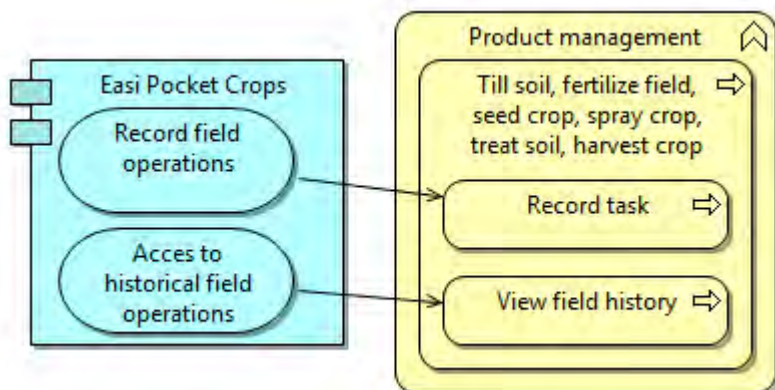 Easi Pocket Crops
Record field
operations
Acces to
historical field
operations
Product management
Till soil, fertilize field,
seed crop, spray crop,
treat soil, harvest crop
Record task
View field history